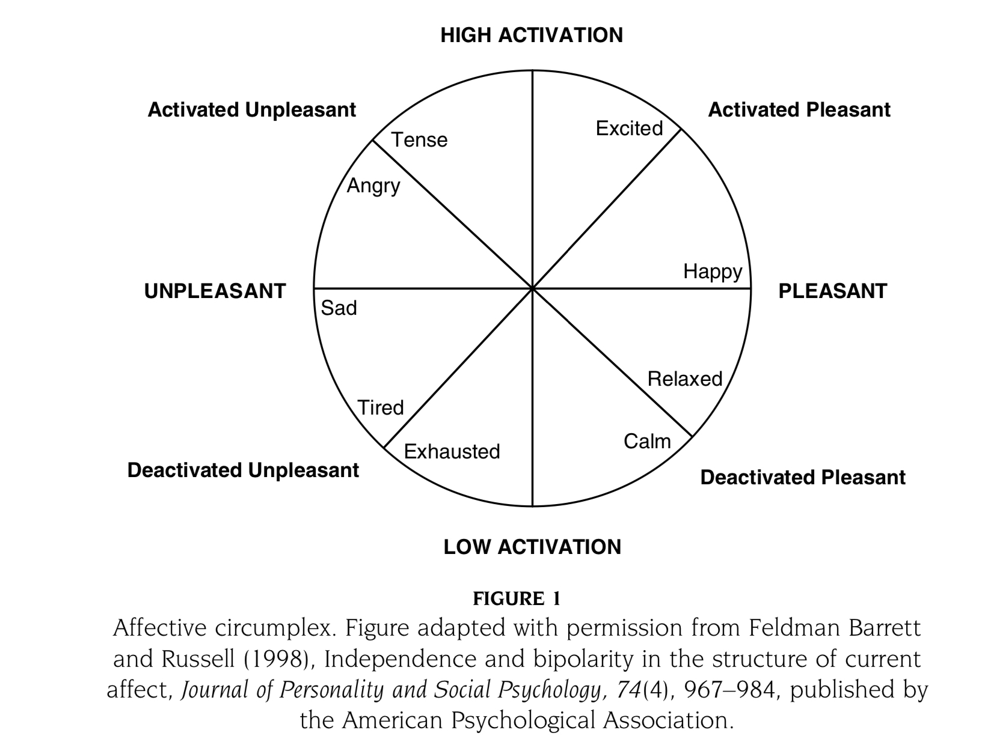 HIGH ACTIVATION
Activated Unpleasant
Activated Pleasant
Tense
Excited
Angry
Happy
UNPLEASANT
PLEASANT
Sad
Relaxed
Tired
Calm
Exhausted
Deactivated Unpleasant
Deactivated Pleasant
LOW ACTIVATION
FIGURE 1
Affective circumplex. Figure adapted with permission from Feldman Barrett
and Russell (1998), Independence and bipolarity in the structure of current
affect, Journal of Personality and Social Psychology, 74(4), 967–984, published by
the American Psychological Association.